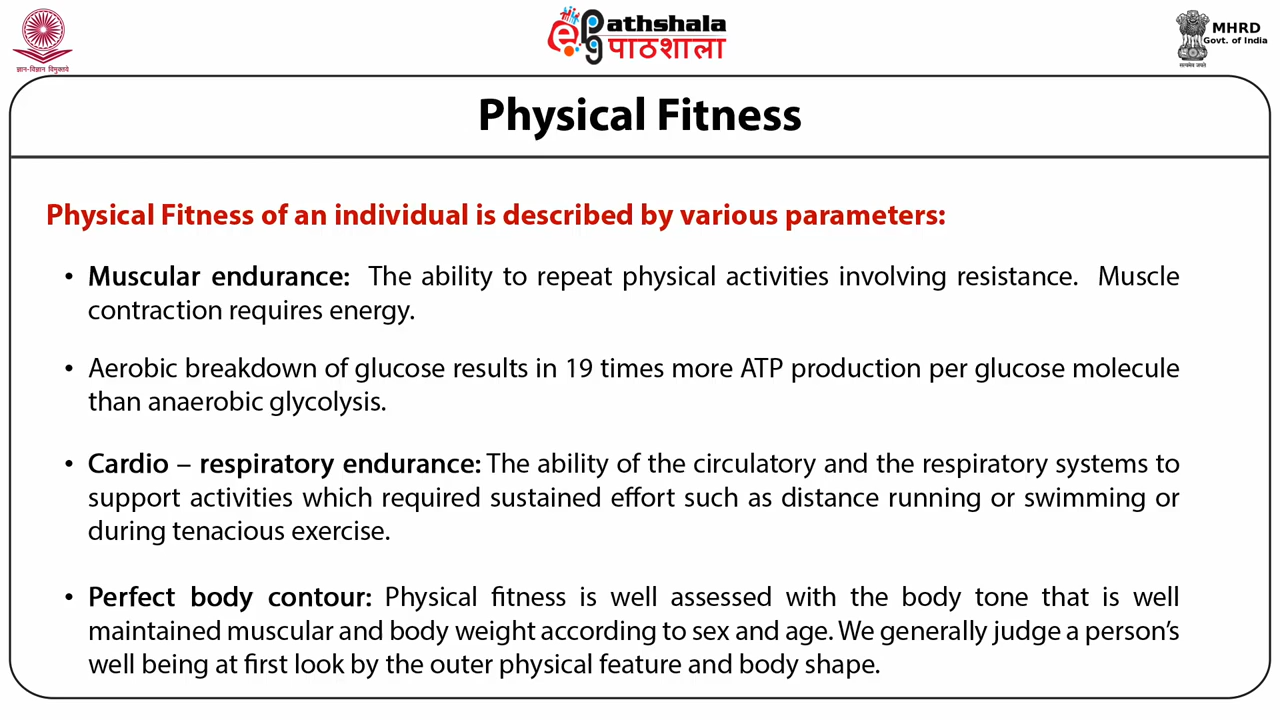 ePG athshala
पाठशाला
MHRD
Govt. of India
ज्ञान-विज्ञान विमुक्तये
सत्यमेव जयते
Physical Fitness
Physical Fitness of an individual is described by various parameters:
• Muscular endurance: The ability to repeat physical activities involving resistance. Muscle
contraction requires energy.
• Aerobic breakdown of glucose results in 19 times more ATP production per glucose molecule
than anaerobic glycolysis.
• Cardio – respiratory endurance: The ability of the circulatory and the respiratory systems to
support activities which required sustained effort such as distance running or swimming or
during tenacious exercise.
• Perfect body contour: Physical fitness is well assessed with the body tone that is well
maintained muscular and body weight according to sex and age. We generally judge a person’s
well being at first look by the outer physical feature and body shape.